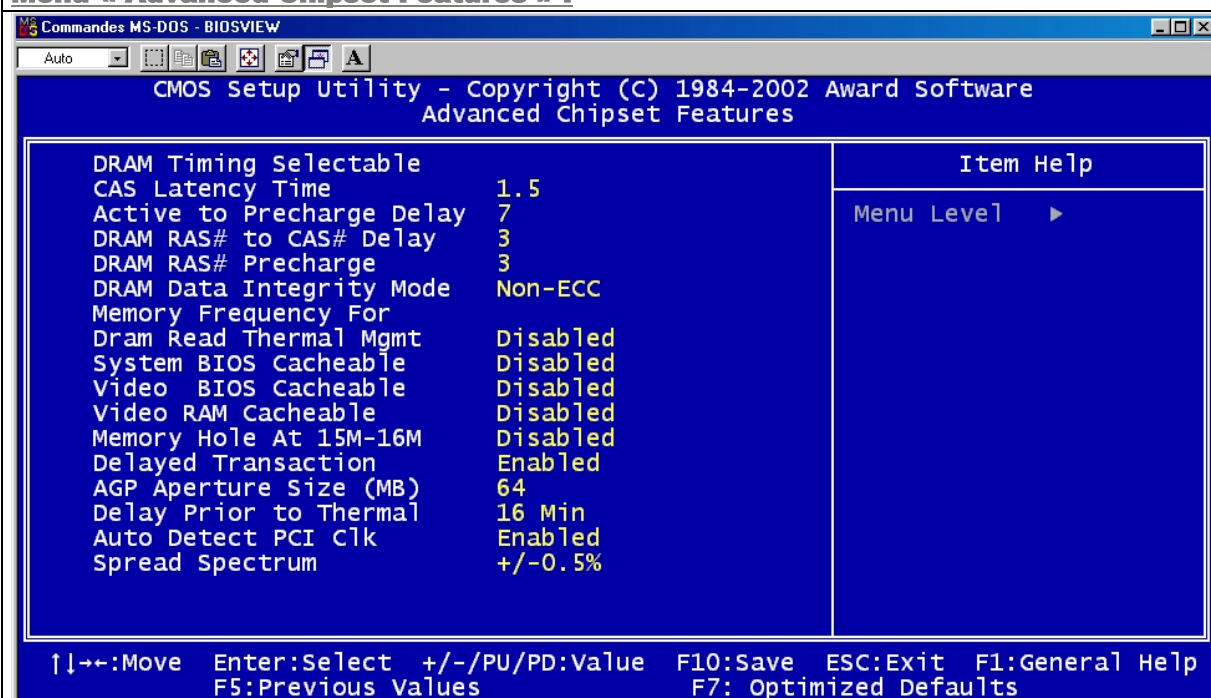 Menu « Advanced Chipset Features » :
Commandes MS-DOS - BIOSVIEW
Auto
A
CMOS Setup Utility - Copyright (C) 1984-2002 Award Software
Advanced Chipset Features
DRAM Timing Selectable
CAS Latency Time 1.5
Active to Precharge Delay 7
DRAM RAS# to CAS# Delay 3
DRAM RAS# Precharge 3
DRAM Data Integrity Mode Non-ECC
Memory Frequency For
Dram Read Thermal Mgmt Disabled
System BIOS Cacheable Disabled
Video BIOS Cacheable Disabled
Video RAM Cacheable Disabled
Memory Hole At 15M-16M Disabled
Delayed Transaction Enabled
AGP Aperture Size (MB) 64
Delay Prior to Thermal 16 Min
Auto Detect PCI Clk Enabled
Spread Spectrum +/-0.5%
Item Help
Menu Level ►
↑↓→←:Move Enter:Select +/-/PU/PD:Value F10:Save ESC:Exit F1:General Help
F5:Previous Values F7: Optimized Defaults